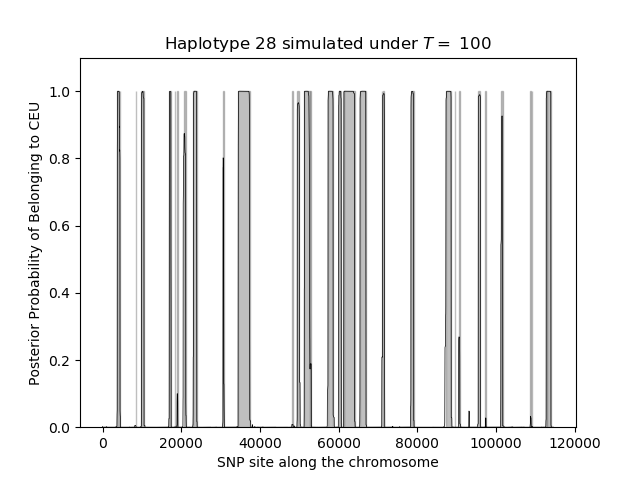 Haplotype 28 simulated under T = 100
Posterior Probability of Belonging to CEU
1.0
0.8
0.6
0.4
0.2
0.0
0 20000 40000 60000 80000 100000 120000
SNP site along the chromosome